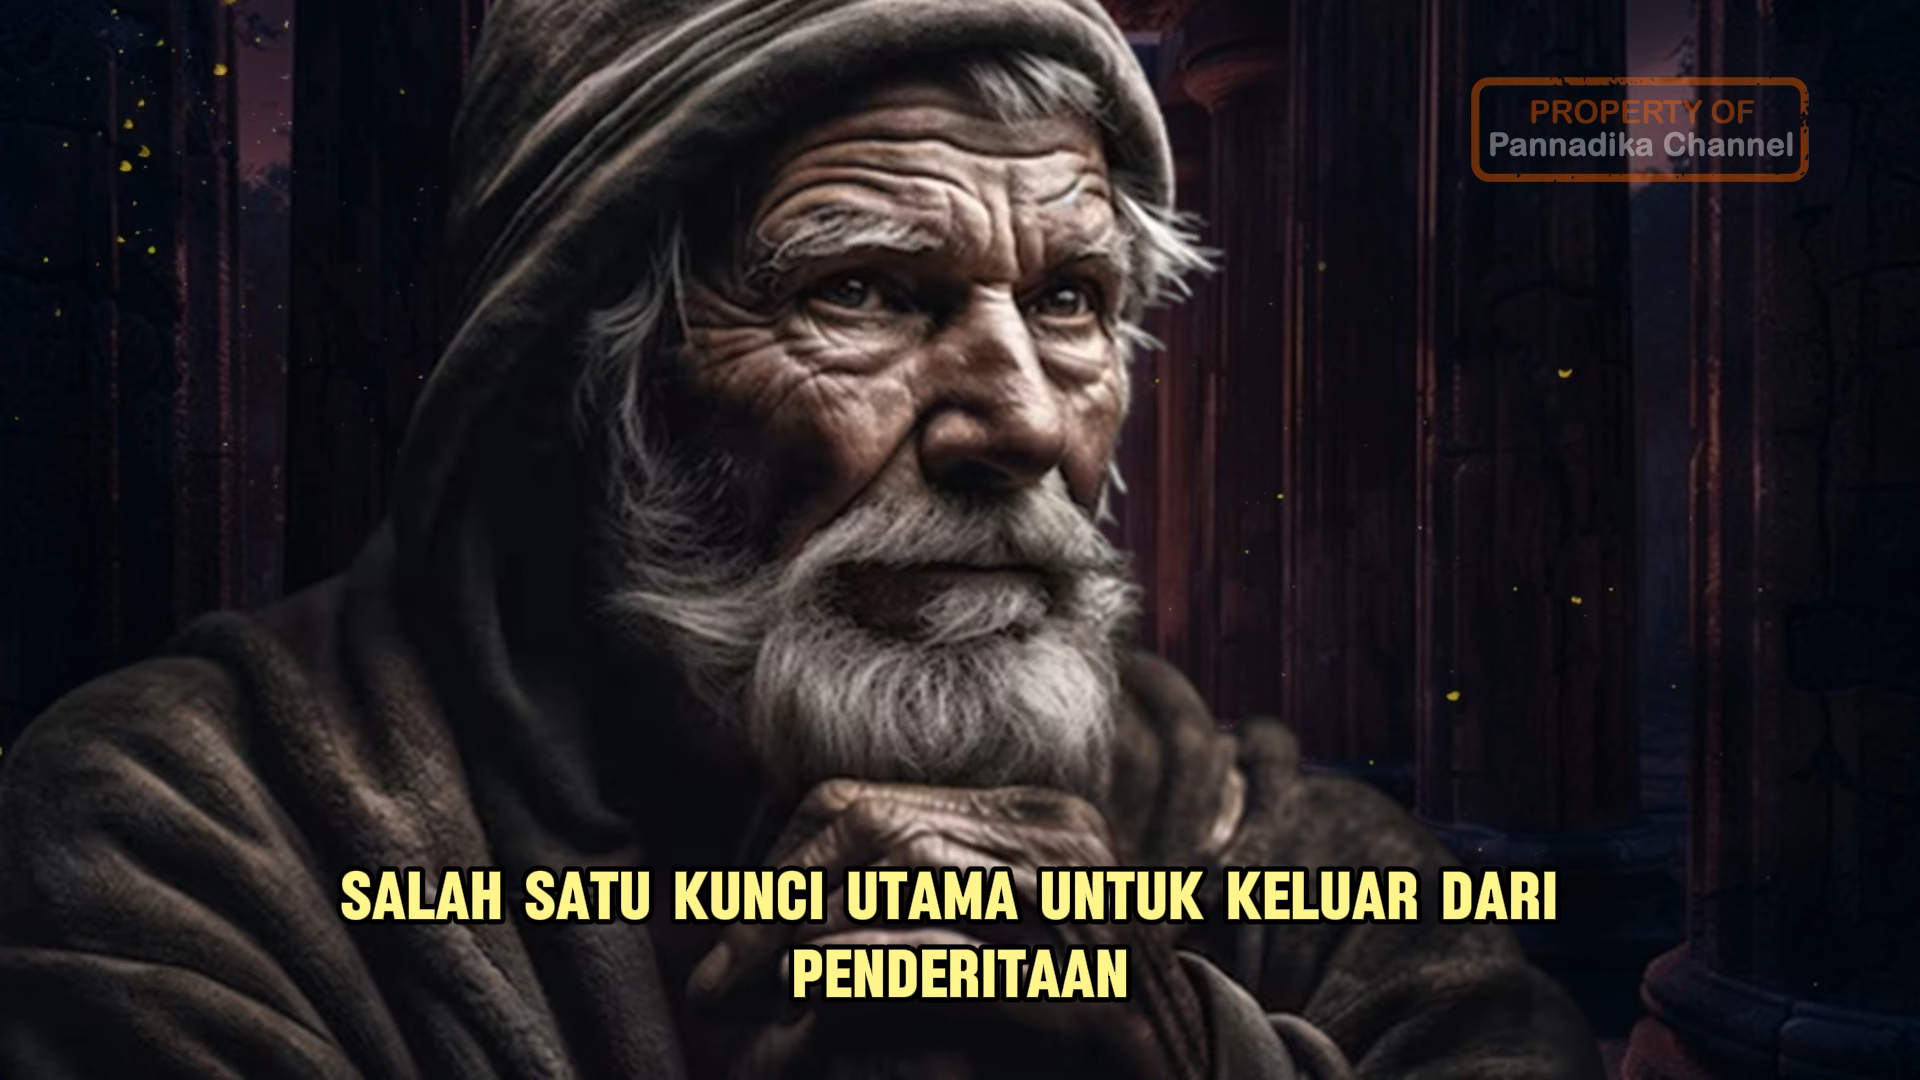 PROPERTY OF
Pannadika Channel
SALAH SATU KUNCI UTAMA UNTUK KELUAR DARI
PENDERITAAN